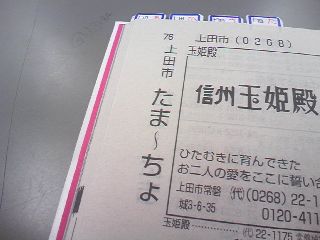 76
上田市(0268)
上田市 たま〜ちょ
玉姫殿
信州玉姫殿
ひたむきに育んできた
お二人の愛をここに誓い合
上田市常磐 (代)(0268)22-1
城3-6-35
0120-411
玉姫殿
(代) 22-1175